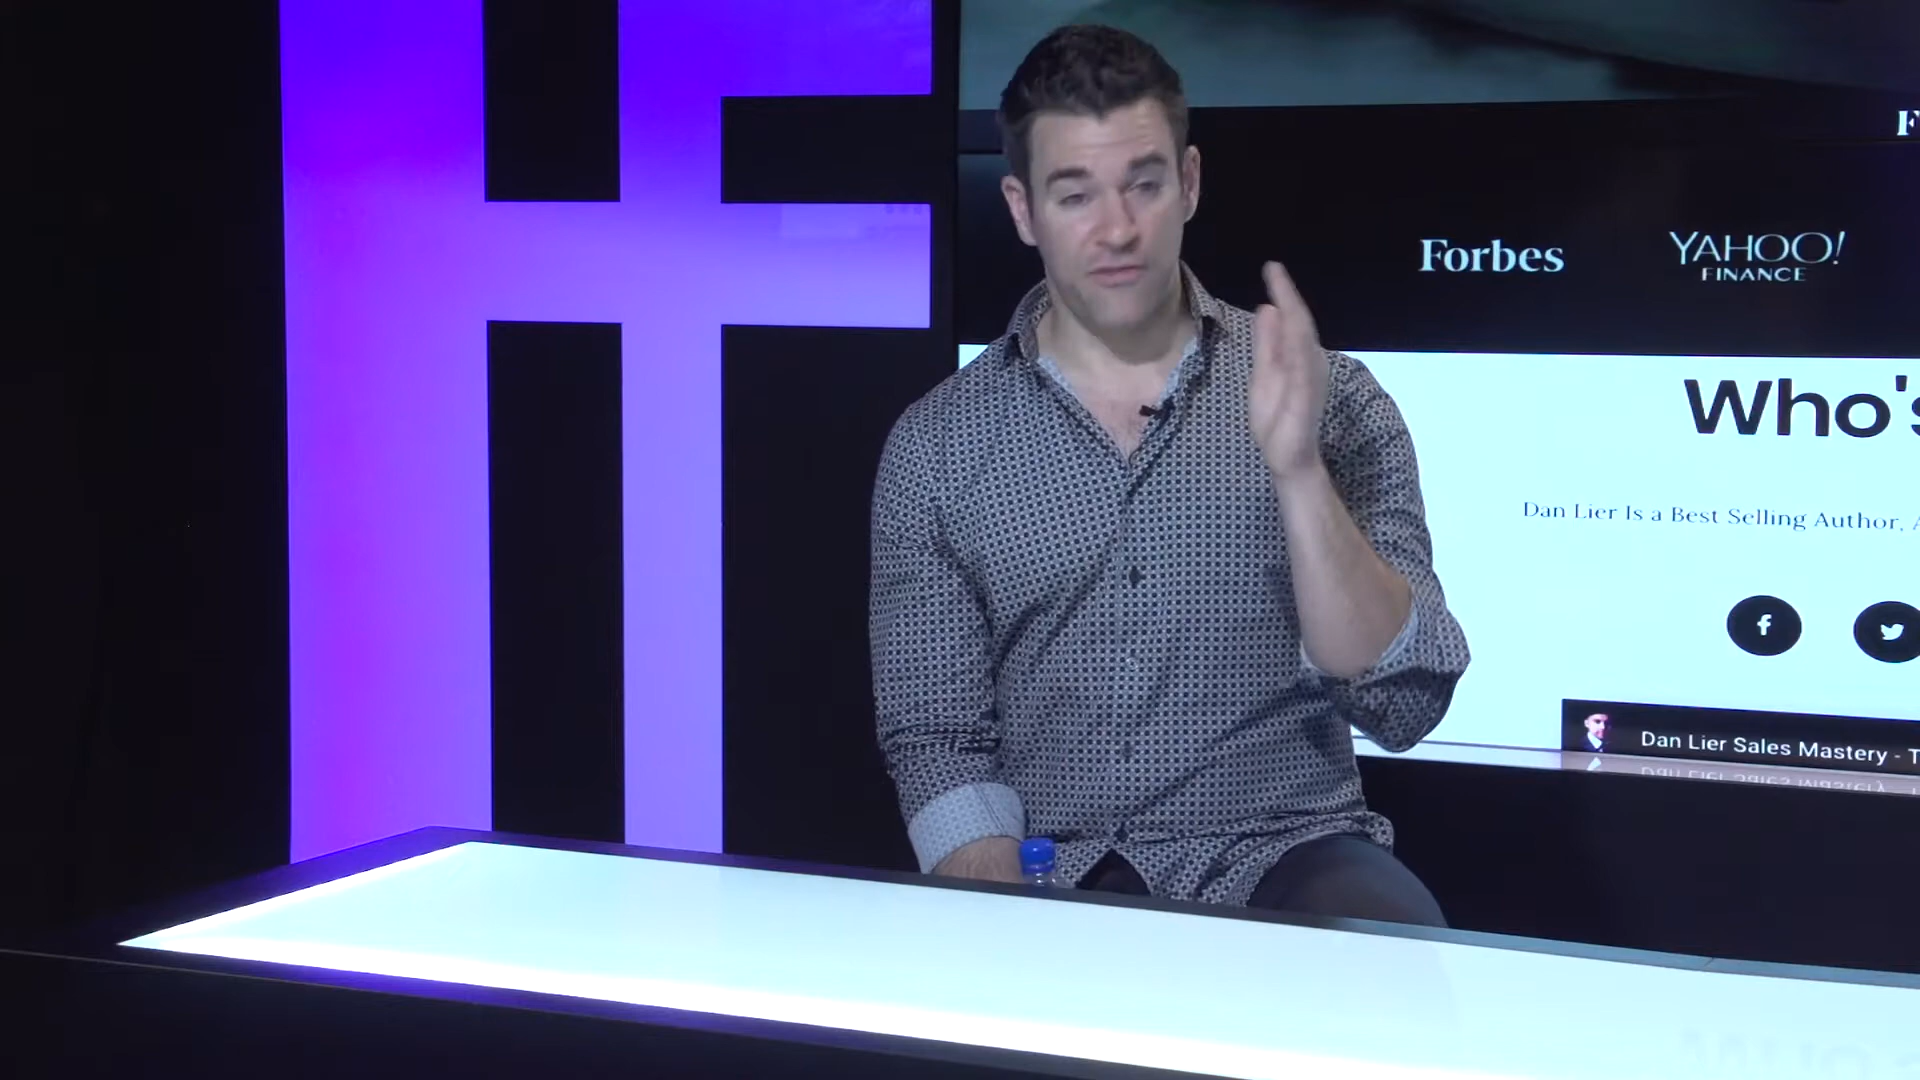 F
Forbes
YAHOO!
FINANCE
Who's
Dan Lier Is a Best Selling Author, A
f
Dan Lier Sales Mastery - T